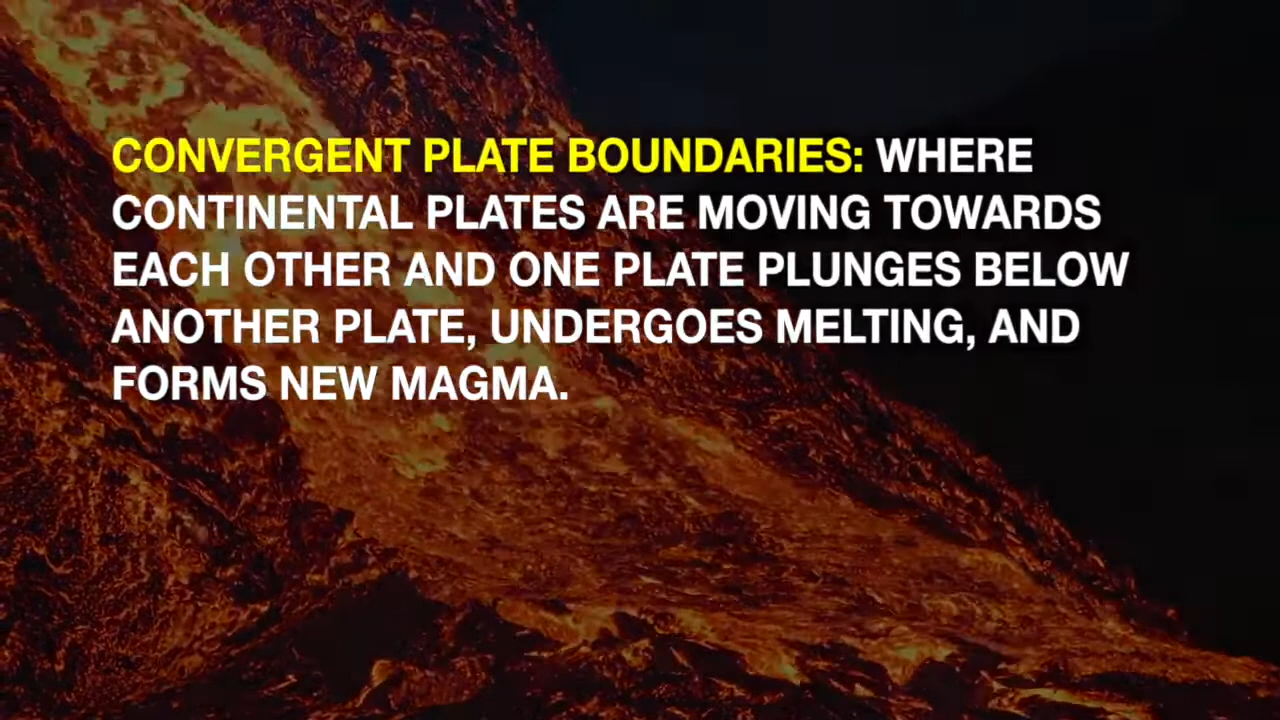 CONVERGENT PLATE BOUNDARIES: WHERE
CONTINENTAL PLATES ARE MOVING TOWARDS
EACH OTHER AND ONE PLATE PLUNGES BELOW
ANOTHER PLATE, UNDERGOES MELTING, AND
FORMS NEW MAGMA.